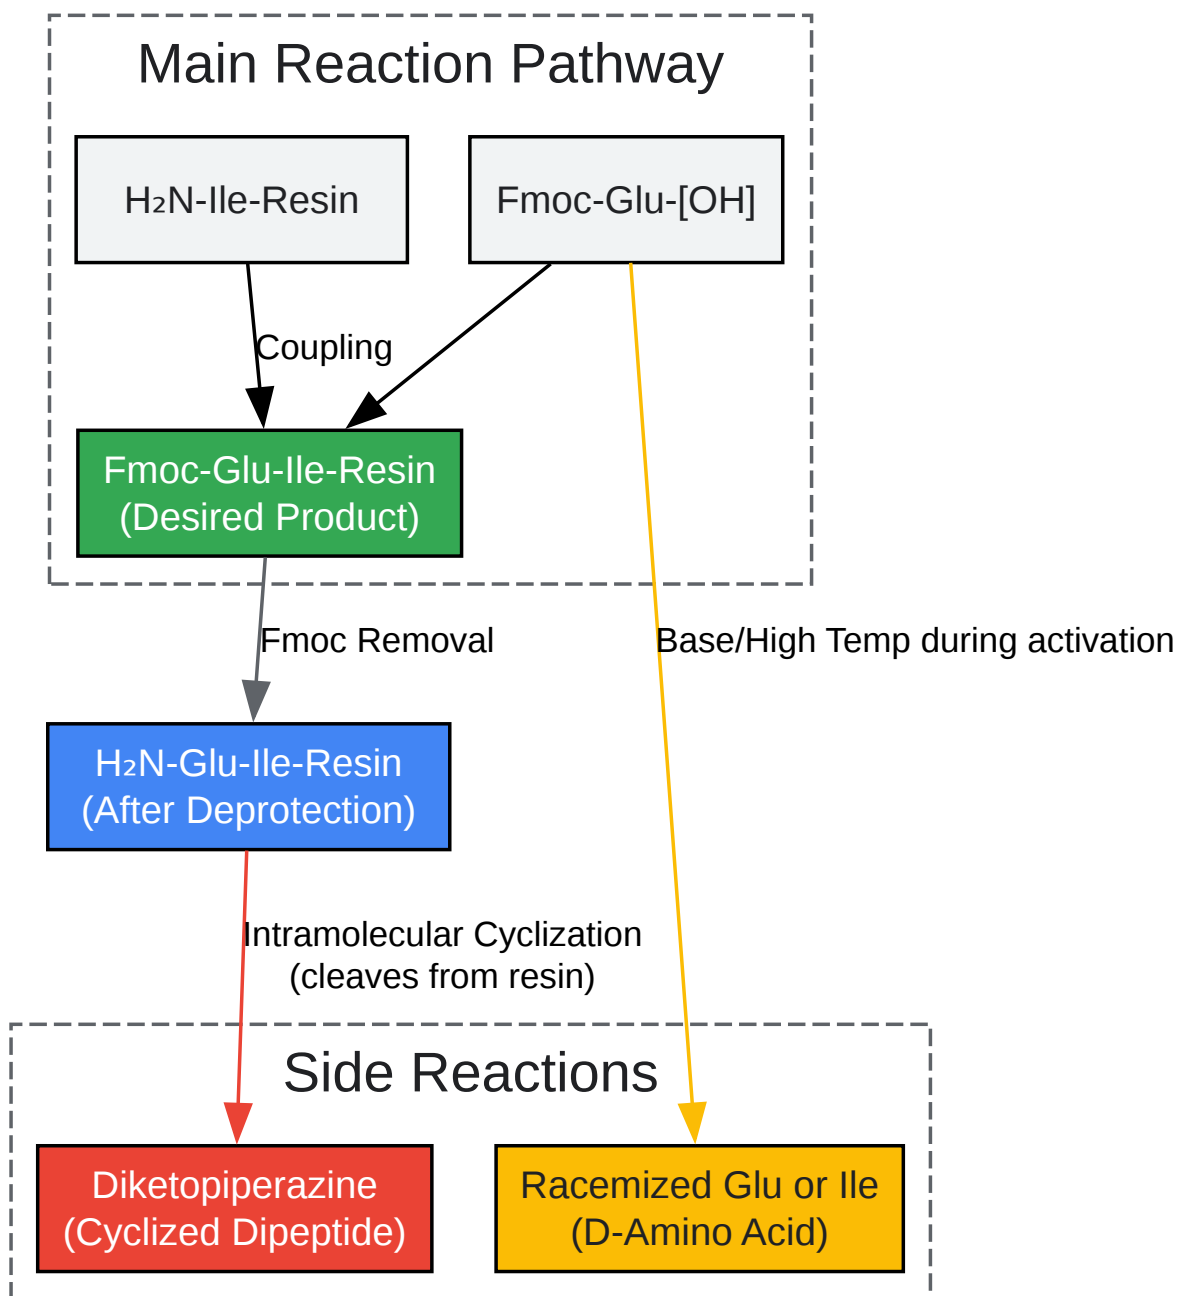 Main Reaction Pathway
H₂N-Ile-Resin
Fmoc-Glu-[OH]
Coupling
Fmoc-Glu-Ile-Resin
(Desired Product)
Fmoc Removal
Base/High Temp during activation
H₂N-Glu-Ile-Resin
(After Deprotection)
Intramolecular Cyclization
(cleaves from resin)
Side Reactions
Diketopiperazine
(Cyclized Dipeptide)
Racemized Glu or Ile
(D-Amino Acid)